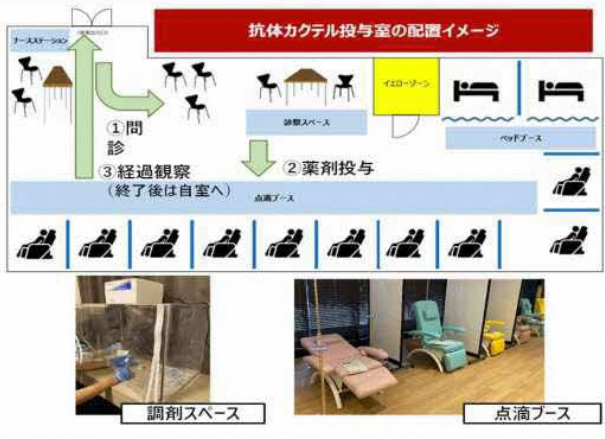 抗体カクテル投与室の配置イメージ
ナースステーション
イエローゾーン
診察スペース
ベッドブース
①問
診
②薬剤投与
③経過観察
（終了後は自室へ）
点滴ブース
調剤スペース
点滴ブース